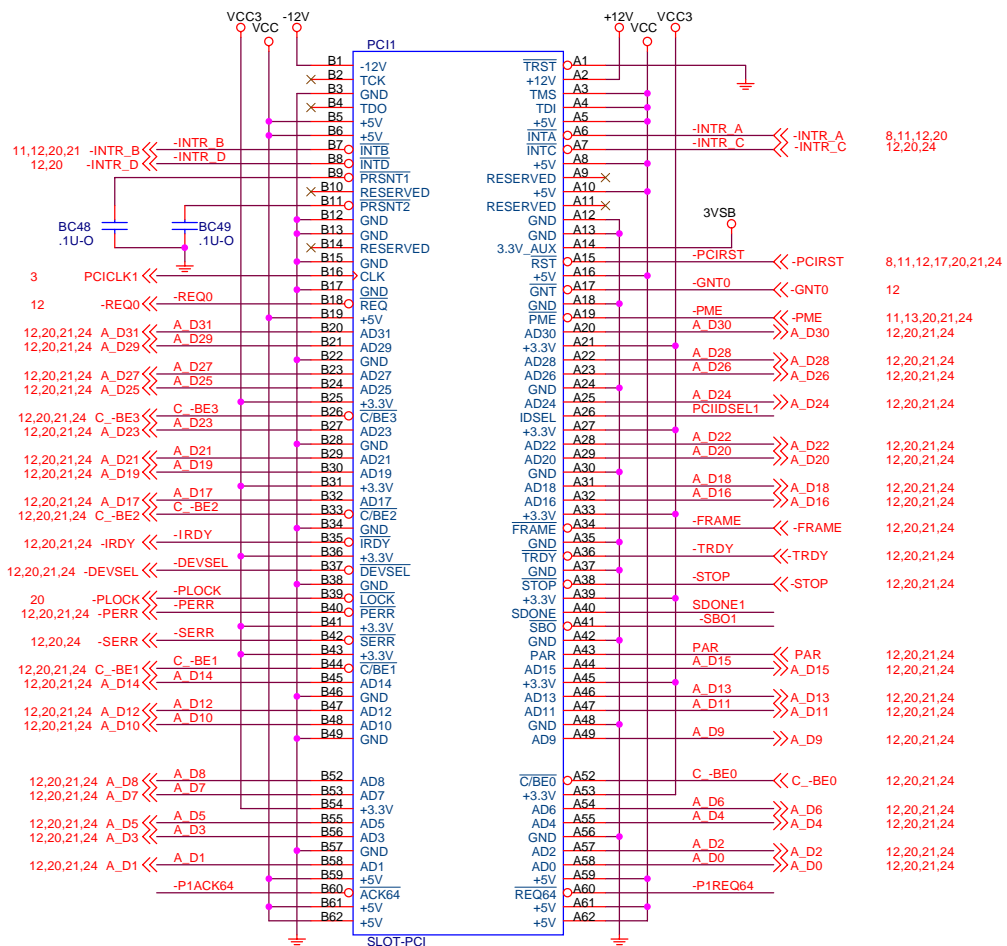 VCC3 VCC -12V +12V VCC VCC3
PCI1
B1 -12V TRST A1
B2 TCK +12V A2
B3 GND TMS A3
B4 TDO TDI A4
B5 +5V +5V A5
B6 +5V INTA A6 -INTR_A -INTR_A 8,11,12,20
11,12,20,21 -INTR_B -INTR_B B7 INTB INTC A7 -INTR_C -INTR_C 12,20,24
12,20 -INTR_D -INTR_D B8 INTD +5V A8
B9 PRSNT1 RESERVED A9
B10 RESERVED +5V A10
B11 PRSNT2 RESERVED A11
B12 GND GND A12
3VSB
BC48 .1U-O BC49 .1U-O
B13 GND GND A13
B14 RESERVED 3.3V_AUX A14
B15 GND RST A15 -PCIRST -PCIRST 8,11,12,17,20,21,24
3 PCICLK1 B16 CLK +5V A16
B17 GND GNT A17 -GNT0 -GNT0 12
12 -REQ0 -REQ0 B18 REQ GND A18
B19 +5V PME A19 -PME -PME 11,13,20,21,24
12,20,21,24 A_D31 A_D31 B20 AD31 AD30 A20 A_D30 A_D30 12,20,21,24
12,20,21,24 A_D29 A_D29 B21 AD29 +3.3V A21
B22 GND AD28 A22 A_D28 A_D28 12,20,21,24
12,20,21,24 A_D27 A_D27 B23 AD27 AD26 A23 A_D26 A_D26 12,20,21,24
12,20,21,24 A_D25 A_D25 B24 AD25 GND A24
B25 +3.3V AD24 A25 A_D24 A_D24 12,20,21,24
12,20,21,24 C_-BE3 C_-BE3 B26 C/BE3 IDSEL A26 PCIIDSEL1
12,20,21,24 A_D23 A_D23 B27 AD23 +3.3V A27
B28 GND AD22 A28 A_D22 A_D22 12,20,21,24
12,20,21,24 A_D21 A_D21 B29 AD21 AD20 A29 A_D20 A_D20 12,20,21,24
12,20,21,24 A_D19 A_D19 B30 AD19 GND A30
B31 +3.3V AD18 A31 A_D18 A_D18 12,20,21,24
12,20,21,24 A_D17 A_D17 B32 AD17 AD16 A32 A_D16 A_D16 12,20,21,24
12,20,21,24 C_-BE2 C_-BE2 B33 C/BE2 +3.3V A33
B34 GND FRAME A34 -FRAME -FRAME 12,20,21,24
12,20,21,24 -IRDY -IRDY B35 IRDY GND A35
B36 +3.3V TRDY A36 -TRDY -TRDY 12,20,21,24
12,20,21,24 -DEVSEL -DEVSEL B37 DEVSEL GND A37
B38 GND STOP A38 -STOP -STOP 12,20,21,24
20 -PLOCK -PLOCK B39 LOCK +3.3V A39
12,20,21,24 -PERR -PERR B40 PERR SDONE A40 SDONE1
B41 +3.3V SBO A41 -SBO1
12,20,24 -SERR -SERR B42 SERR GND A42
B43 +3.3V PAR A43 PAR PAR 12,20,21,24
12,20,21,24 C_-BE1 C_-BE1 B44 C/BE1 AD15 A44 A_D15 A_D15 12,20,21,24
12,20,21,24 A_D14 A_D14 B45 AD14 +3.3V A45
B46 GND AD13 A46 A_D13 A_D13 12,20,21,24
12,20,21,24 A_D12 A_D12 B47 AD12 AD11 A47 A_D11 A_D11 12,20,21,24
12,20,21,24 A_D10 A_D10 B48 AD10 GND A48
B49 GND AD9 A49 A_D9 A_D9 12,20,21,24
12,20,21,24 A_D8 A_D8 B52 AD8 C/BE0 A52 C_-BE0 C_-BE0 12,20,21,24
12,20,21,24 A_D7 A_D7 B53 AD7 +3.3V A53
B54 +3.3V AD6 A54 A_D6 A_D6 12,20,21,24
12,20,21,24 A_D5 A_D5 B55 AD5 AD4 A55 A_D4 A_D4 12,20,21,24
12,20,21,24 A_D3 A_D3 B56 AD3 GND A56
B57 GND AD2 A57 A_D2 A_D2 12,20,21,24
12,20,21,24 A_D1 A_D1 B58 AD1 AD0 A58 A_D0 A_D0 12,20,21,24
B59 +5V +5V A59
-P1ACK64 B60 ACK64 REQ64 A60 -P1REQ64
B61 +5V +5V A61
B62 +5V +5V A62
SLOT-PCI